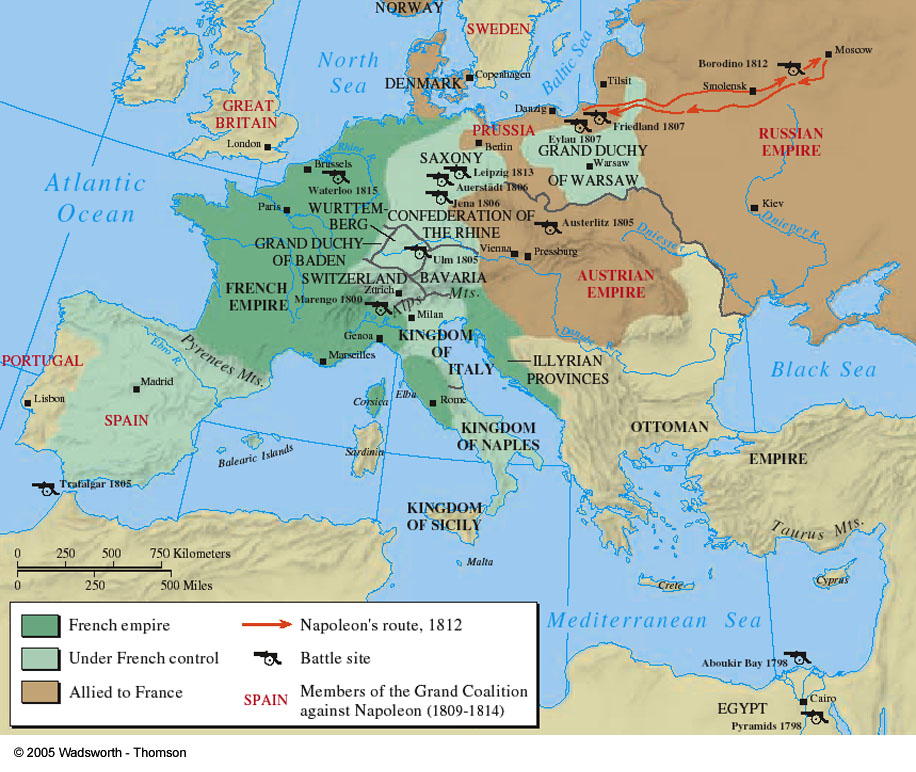 NORWAY
SWEDEN
North
Sea
Baltic Sea
Moscow
Borodino 1812
DENMARK
Copenhagen
Tilsit
Smolensk
GREAT
BRITAIN
Danzig
Friedland 1807
PRUSSIA
Eylau 1807
RUSSIAN
EMPIRE
London
Berlin
GRAND DUCHY
OF WARSAW
Warsaw
Rhine R.
Brussels
SAXONY
Leipzig 1813
Atlantic
Ocean
Waterloo 1815
Auerstädt 1806
Jena 1806
Paris
WURTTEM-
BERG
CONFEDERATION OF
THE RHINE
Austerlitz 1805
Kiev
Dnieper R.
GRAND DUCHY
OF BADEN
Ulm 1805
Vienna
Pressburg
Dniester
SWITZERLAND
BAVARIA
AUSTRIAN
EMPIRE
FRENCH
EMPIRE
Zurich
Marengo 1800
Alps
Mts.
Milan
Genoa
KINGDOM
OF
ITALY
Danube R.
PORTUGAL
Ebro R.
Pyrenees Mts.
Marseilles
ILLYRIAN
PROVINCES
Black Sea
Madrid
Lisbon
Corsica
Elba
Rome
SPAIN
KINGDOM
OF NAPLES
OTTOMAN
EMPIRE
Balearic Islands
Sardinia
Trafalgar 1805
KINGDOM
OF SICILY
Taurus Mts.
0 250 500 750 Kilometers
0 250 500 Miles
Malta
Crete
Cyprus
Mediterranean Sea
Aboukir Bay 1798
Cairo
EGYPT
Pyramids 1798
French empire
Under French control
Allied to France
Napoleon's route, 1812
Battle site
SPAIN Members of the Grand Coalition
against Napoleon (1809-1814)
© 2005 Wadsworth - Thomson